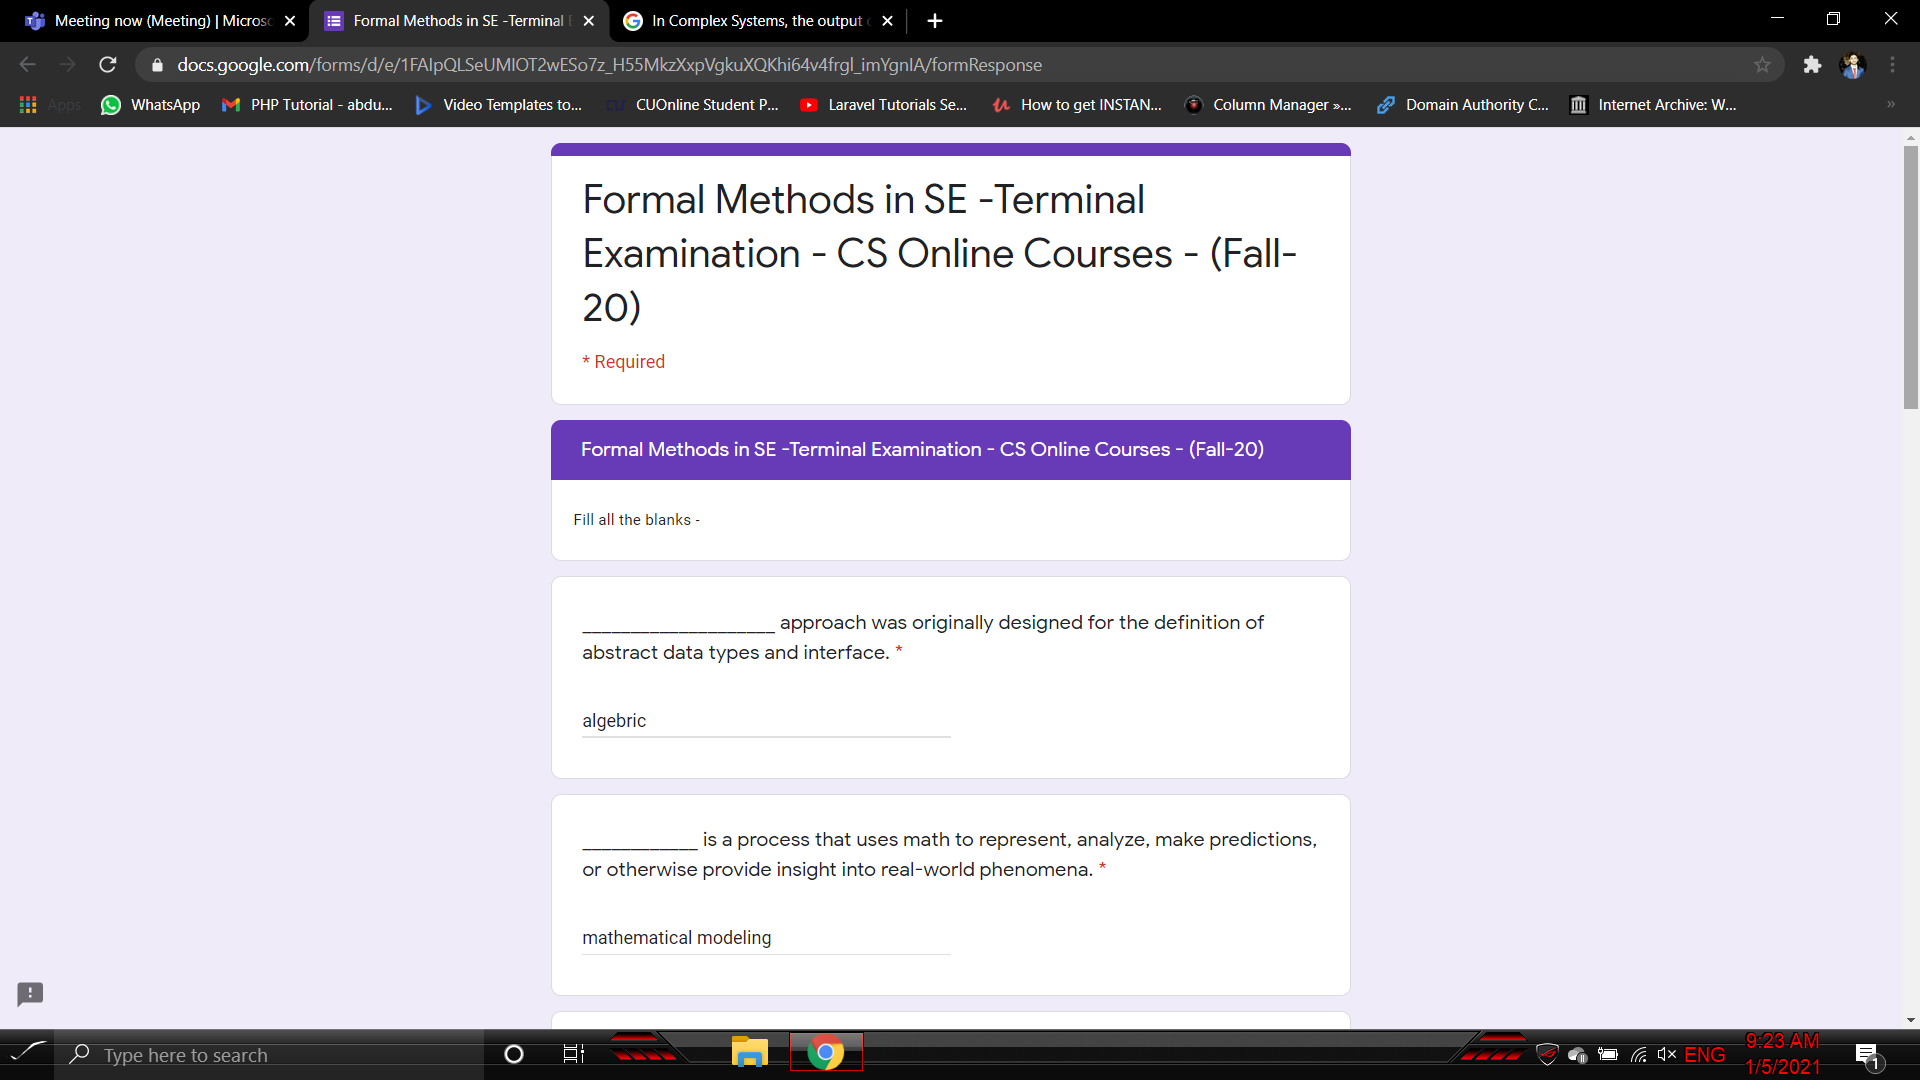 Meeting now (Meeting) | Micros
Formal Methods in SE -Terminal
In Complex Systems, the output
docs.google.com/forms/d/e/1FAIpQLSeUMIOT2wESo7z_H55MkzXxpVgkuXQKhi64v4frgl_imYgnIA/formResponse
Apps
WhatsApp
PHP Tutorial - abdu...
Video Templates to...
CUOnline Student P...
Laravel Tutorials Se...
How to get INSTAN...
Column Manager »...
Domain Authority C...
Internet Archive: W...
»
Formal Methods in SE -Terminal
Examination - CS Online Courses - (Fall-
20)
* Required
Formal Methods in SE -Terminal Examination - CS Online Courses - (Fall-20)
Fill all the blanks -
____________________ approach was originally designed for the definition of
abstract data types and interface. *
algebric
____________ is a process that uses math to represent, analyze, make predictions,
or otherwise provide insight into real-world phenomena. *
mathematical modeling
Type here to search
ENG
9:23 AM
1/5/2021
1